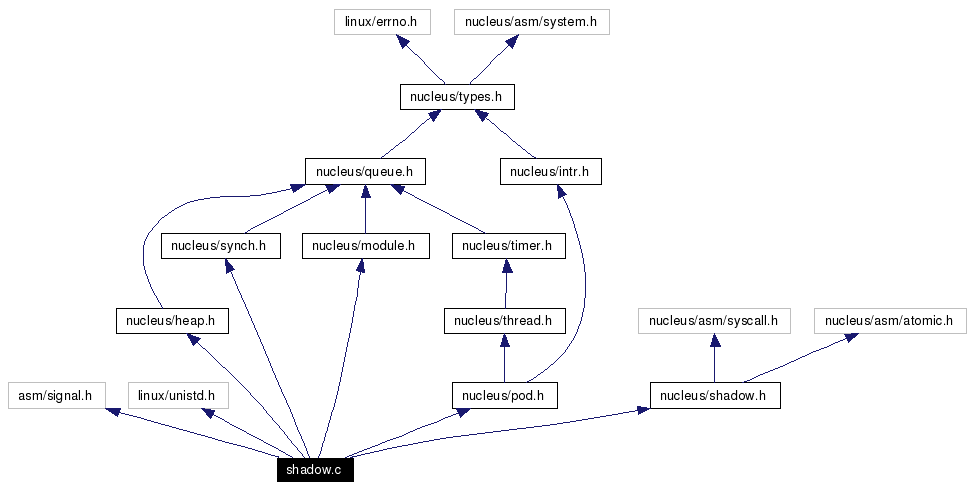 linux/errno.h
nucleus/asm/system.h
nucleus/types.h
nucleus/queue.h
nucleus/intr.h
nucleus/synch.h
nucleus/module.h
nucleus/timer.h
nucleus/heap.h
nucleus/thread.h
nucleus/asm/syscall.h
nucleus/asm/atomic.h
asm/signal.h
linux/unistd.h
nucleus/pod.h
nucleus/shadow.h
shadow.c